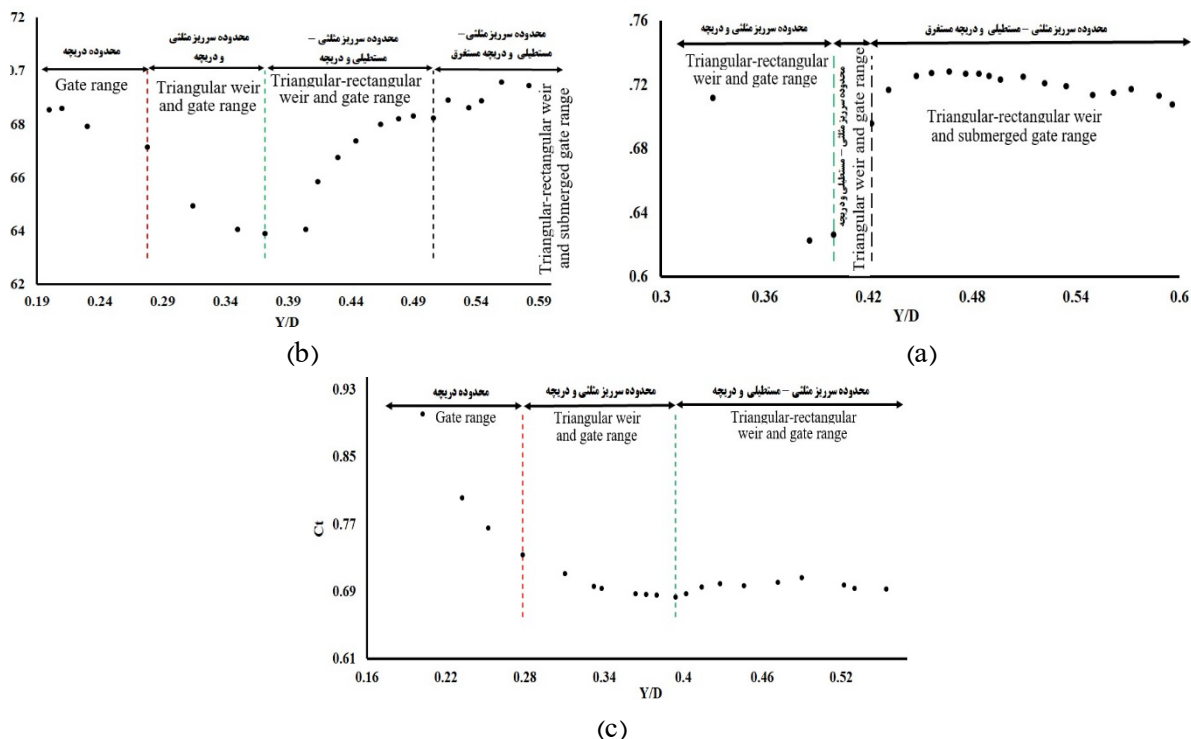 72
0.7
68
66
64
62
محدوده دریچه
Gate range
محدوده سرریز مثلثی
و دریچه
Triangular weir
and gate range
محدوده سرریز مثلثی –
مستطیلی و دریچه
Triangular-rectangular
weir and gate range
محدوده سرریز مثلثی –
مستطیلی و دریچه مستغرق
Triangular-rectangular weir
and submerged gate range
0.19 0.24 0.29 0.34 0.39 0.44 0.49 0.54 0.59
Y/D
(b)
0.76
.72
0.68
.64
0.6
محدوده سرریز مثلثی و دریچه
Triangular-rectangular
weir and gate range
محدوده سرریز مثلثی – مستطیلی و دریچه
Triangular weir and gate range
محدوده سرریز مثلثی – مستطیلی و دریچه مستغرق
Triangular-rectangular weir
and submerged gate range
0.3 0.36 0.42 0.48 0.54 0.6
Y/D
(a)
0.93
0.85
0.77
0.69
0.61
Ct
محدوده دریچه
Gate range
محدوده سرریز مثلثی و دریچه
Triangular weir
and gate range
محدوده سرریز مثلثی – مستطیلی و دریچه
Triangular-rectangular
weir and gate range
0.16 0.22 0.28 0.34 0.4 0.46 0.52
Y/D
(c)